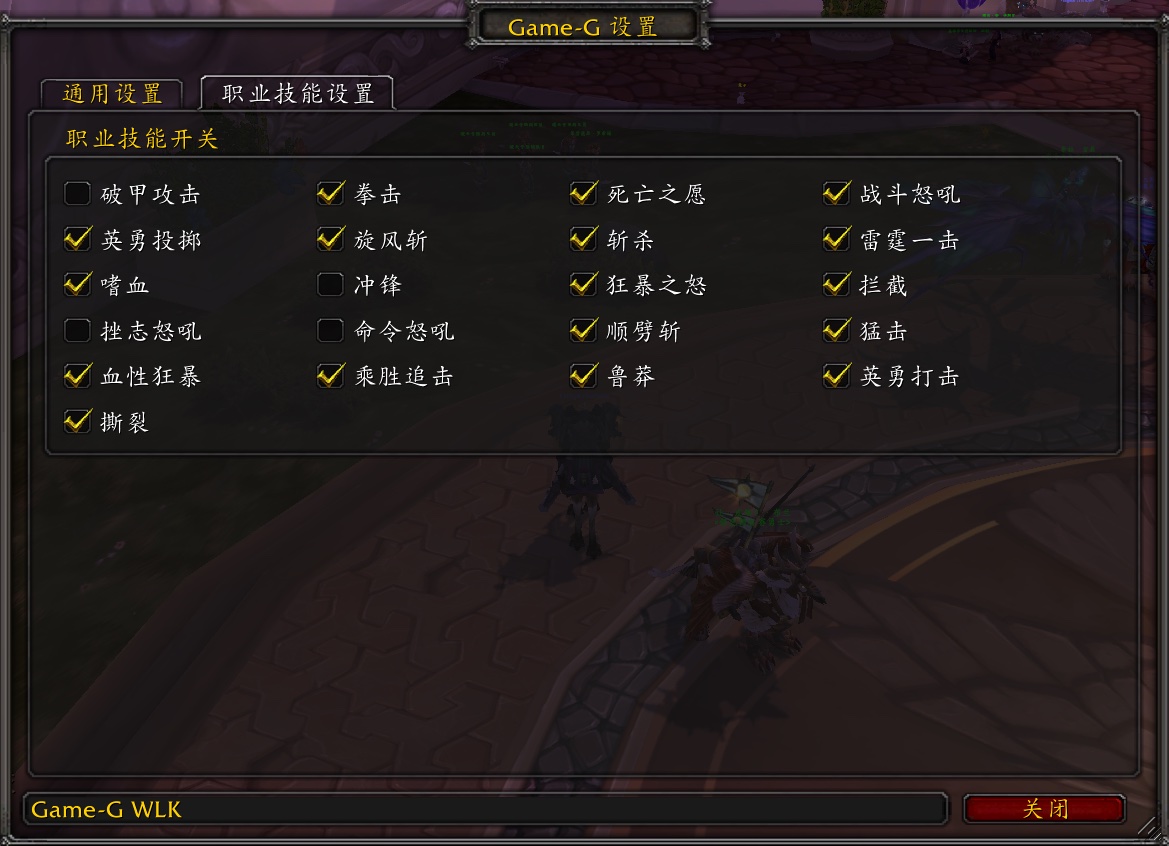 Game-G 设置
通用设置 职业技能设置
职业技能开关
破甲攻击 拳击 死亡之愿 战斗怒吼
英勇投掷 旋风斩 斩杀 雷霆一击
嗜血 冲锋 狂暴之怒 拦截
挫志怒吼 命令怒吼 顺劈斩 猛击
血性狂暴 乘胜追击 鲁莽 英勇打击
撕裂
Game-G WLK 关闭